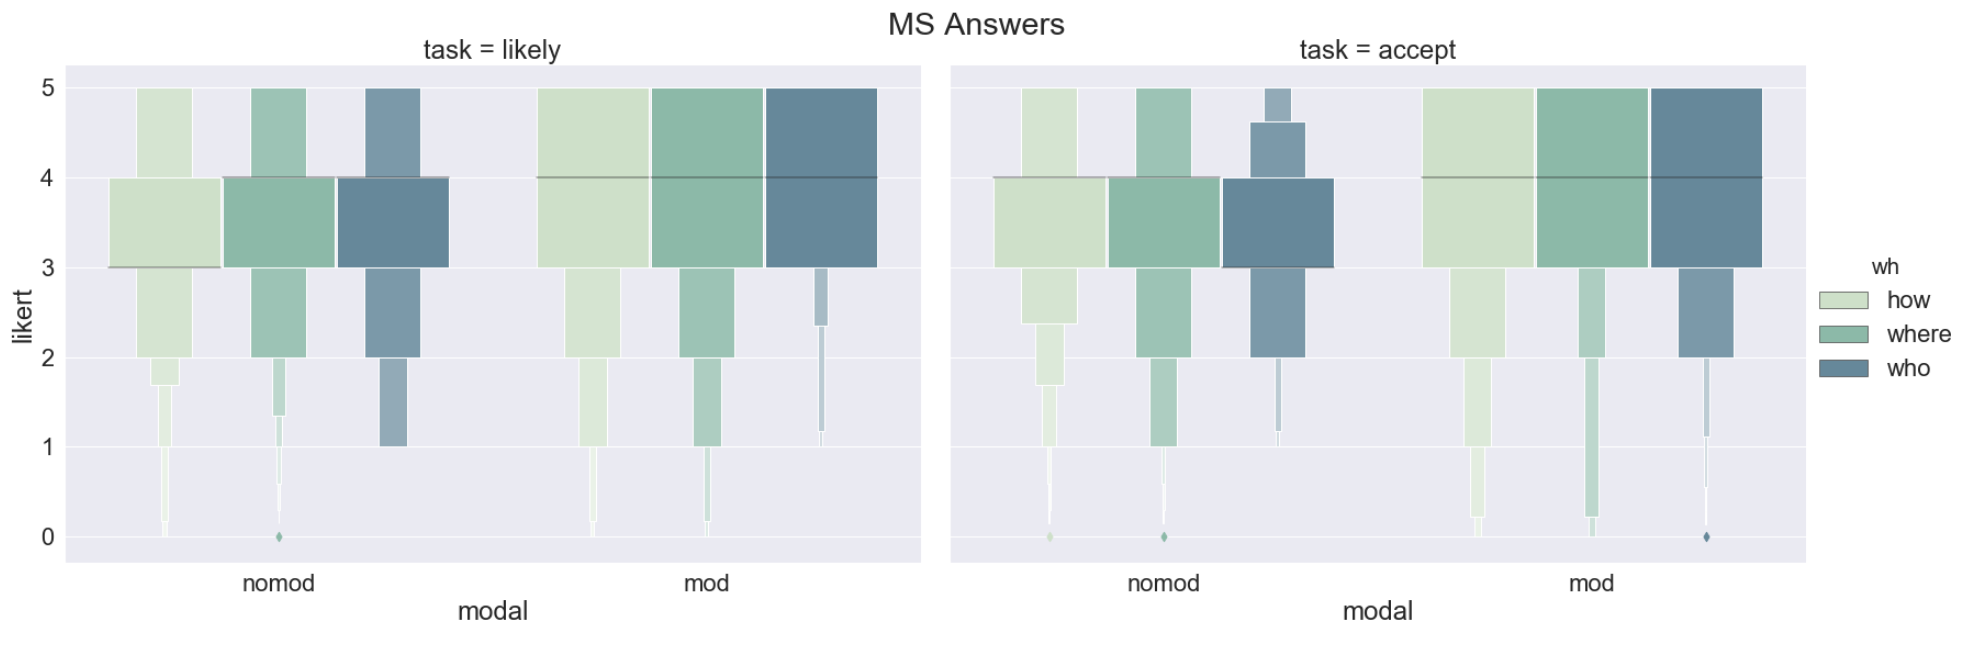 MS Answers
task = likely
task = accept
5
4
3
2
1
0
likert
nomod
mod
nomod
mod
modal
modal
wh
how
where
who